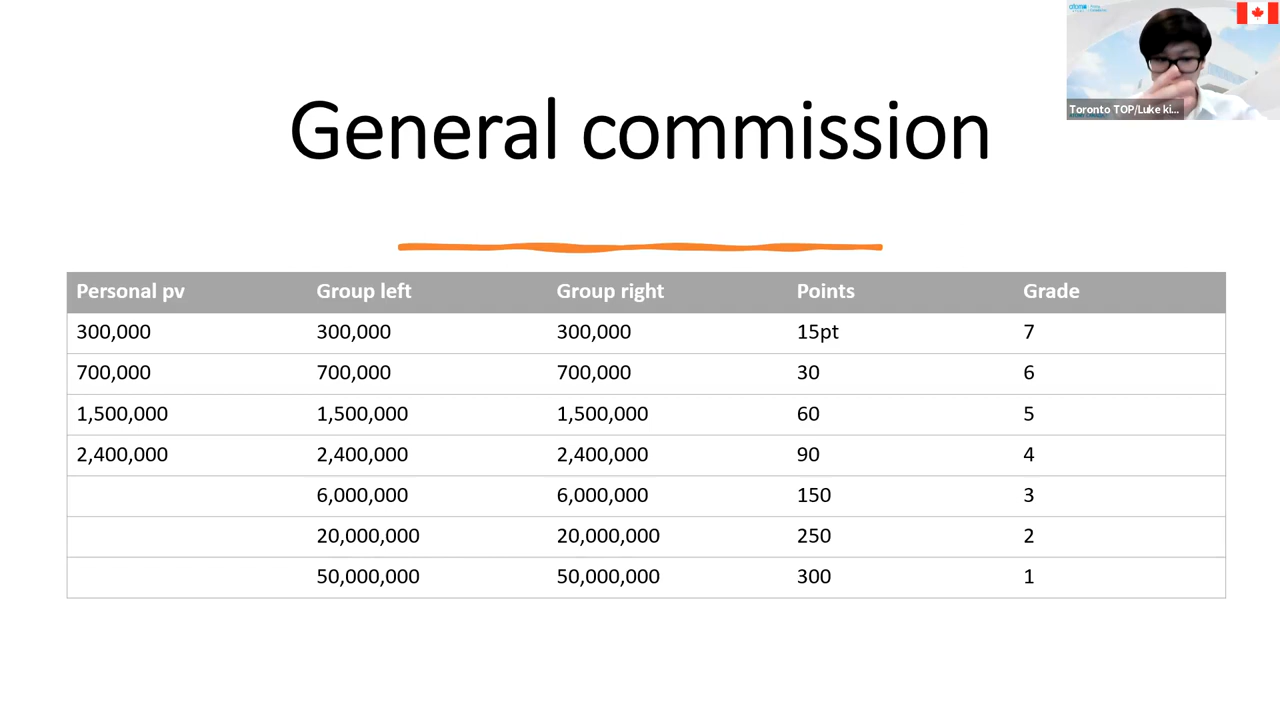 General commission
atomy
Toronto TOP/Luke ki...
Personal pv Group left Group right Points Grade
300,000 300,000 300,000 15pt 7
700,000 700,000 700,000 30 6
1,500,000 1,500,000 1,500,000 60 5
2,400,000 2,400,000 2,400,000 90 4
6,000,000 6,000,000 150 3
20,000,000 20,000,000 250 2
50,000,000 50,000,000 300 1